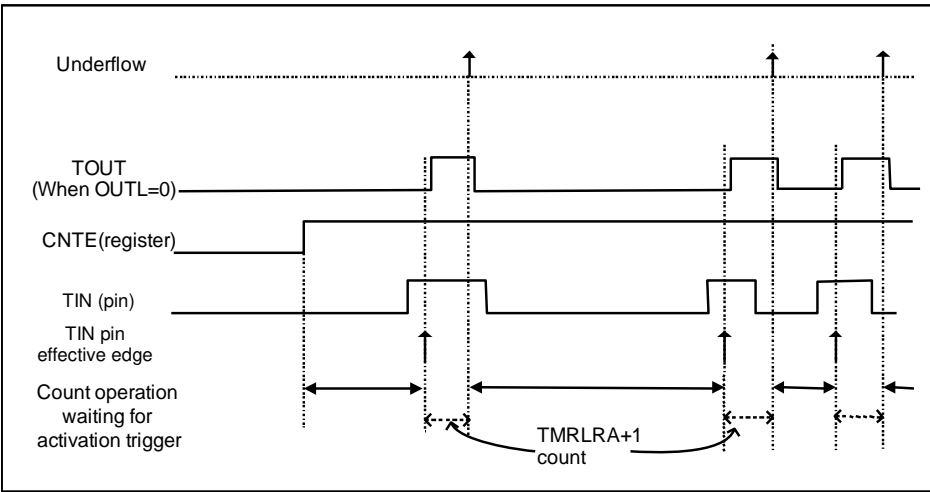 Underflow
TOUT
(When OUTL=0)
CNTE(register)
TIN (pin)
TIN pin
effective edge
Count operation
waiting for
activation trigger
TMRLRA+1
count